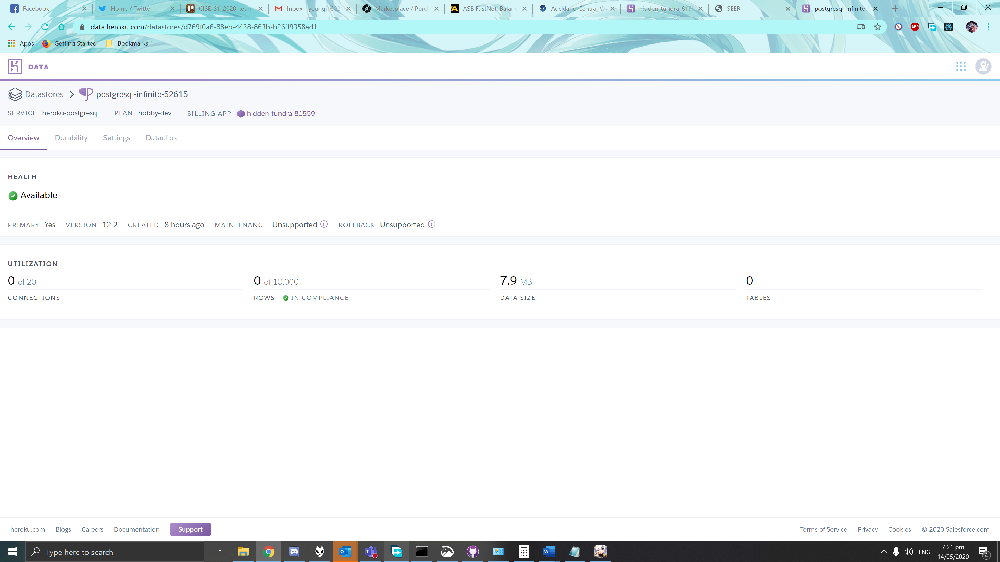 Facebook
Home / Twitter
CISE_S1_2020_team
Inbox - yeungj1602
Marketplace / Purch
ASB FastNet: Balanc
Auckland Central W
hidden-tundra-8155
SEER
postgresql-infinite-
data.heroku.com/datastores/d769f0a6-88eb-4438-863b-b26ff9358ad1
ABP
Apps
Getting Started
Bookmarks 1
DATA
Datastores
postgresql-infinite-52615
SERVICE heroku-postgresql PLAN hobby-dev BILLING APP hidden-tundra-81559
Overview Durability Settings Dataclips
HEALTH
Available
PRIMARY Yes VERSION 12.2 CREATED 8 hours ago MAINTENANCE Unsupported ROLLBACK Unsupported
UTILIZATION
0 of 20
0 of 10,000
7.9 MB
0
CONNECTIONS
ROWS IN COMPLIANCE
DATA SIZE
TABLES
heroku.com Blogs Careers Documentation Support
Terms of Service Privacy Cookies © 2020 Salesforce.com
Type here to search
ENG
7:21 pm
14/05/2020
4